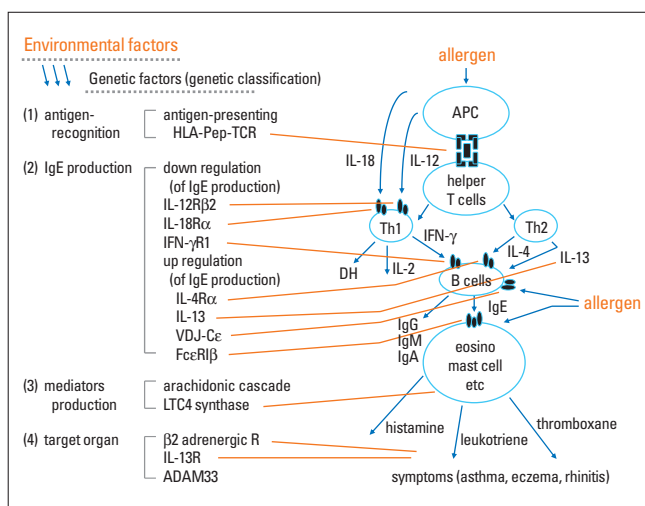 Environmental factors
Genetic factors (genetic classification)
(1) antigen-
recognition
antigen-presenting
HLA-Pep-TCR
(2) IgE production
down regulation
(of IgE production)
IL-12Rβ2
IL-18Rα
IFN-γR1
up regulation
(of IgE production)
IL-4Rα
IL-13
VDJ-Cε
FcεRIβ
(3) mediators
production
arachidonic cascade
LTC4 synthase
(4) target organ
β2 adrenergic R
IL-13R
ADAM33
allergen
APC
IL-18
IL-12
helper
T cells
Th1
IFN-γ
Th2
IL-4
IL-13
DH
IL-2
B cells
IgE
allergen
IgG
IgM
IgA
eosino
mast cell
etc
histamine
leukotriene
thromboxane
symptoms (asthma, eczema, rhinitis)